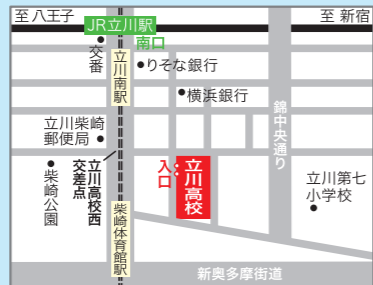 至 八王子
至 新宿
JR立川駅
南口
交番
立川南駅
りそな銀行
横浜銀行
立川柴崎
郵便局
錦中央通り
柴崎公園
立川高校西
交差点
入口
立川高校
立川第七
小学校
柴崎体育館駅
新奥多摩街道